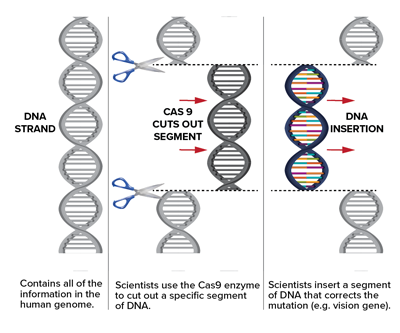 DNA
STRAND
CAS 9
CUTS OUT
SEGMENT
DNA
INSERTION
Contains all of the
information in the
human genome.
Scientists use the Cas9 enzyme
to cut out a specific segment
of DNA.
Scientists insert a segment
of DNA that corrects the
mutation (e.g. vision gene).